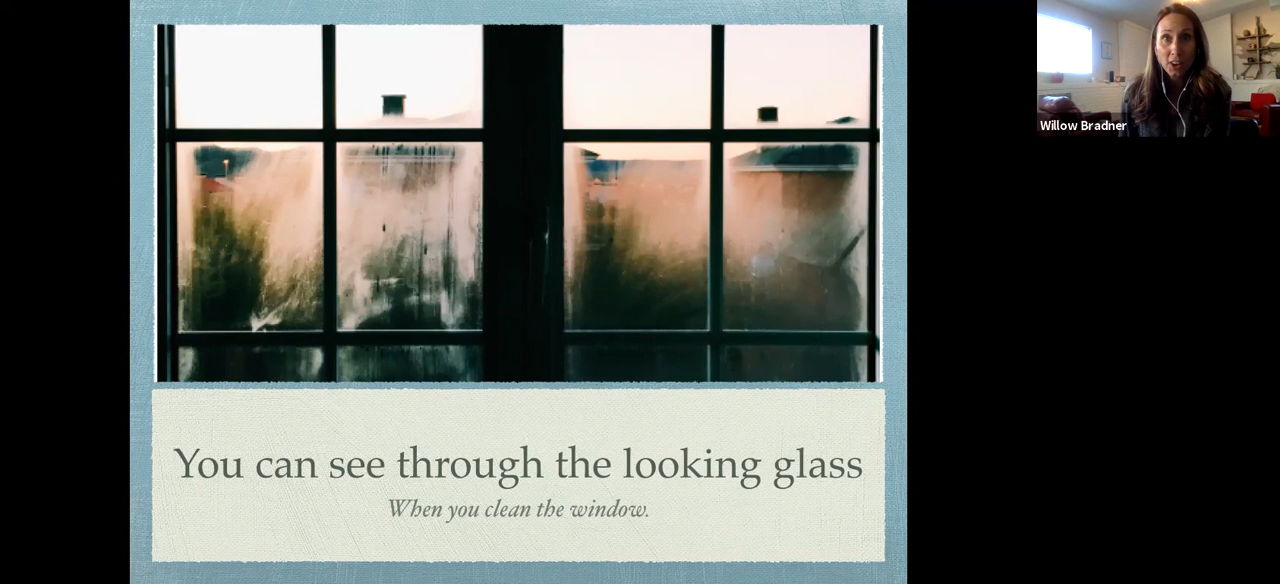 Willow Bradner
You can see through the looking glass
When you clean the window.